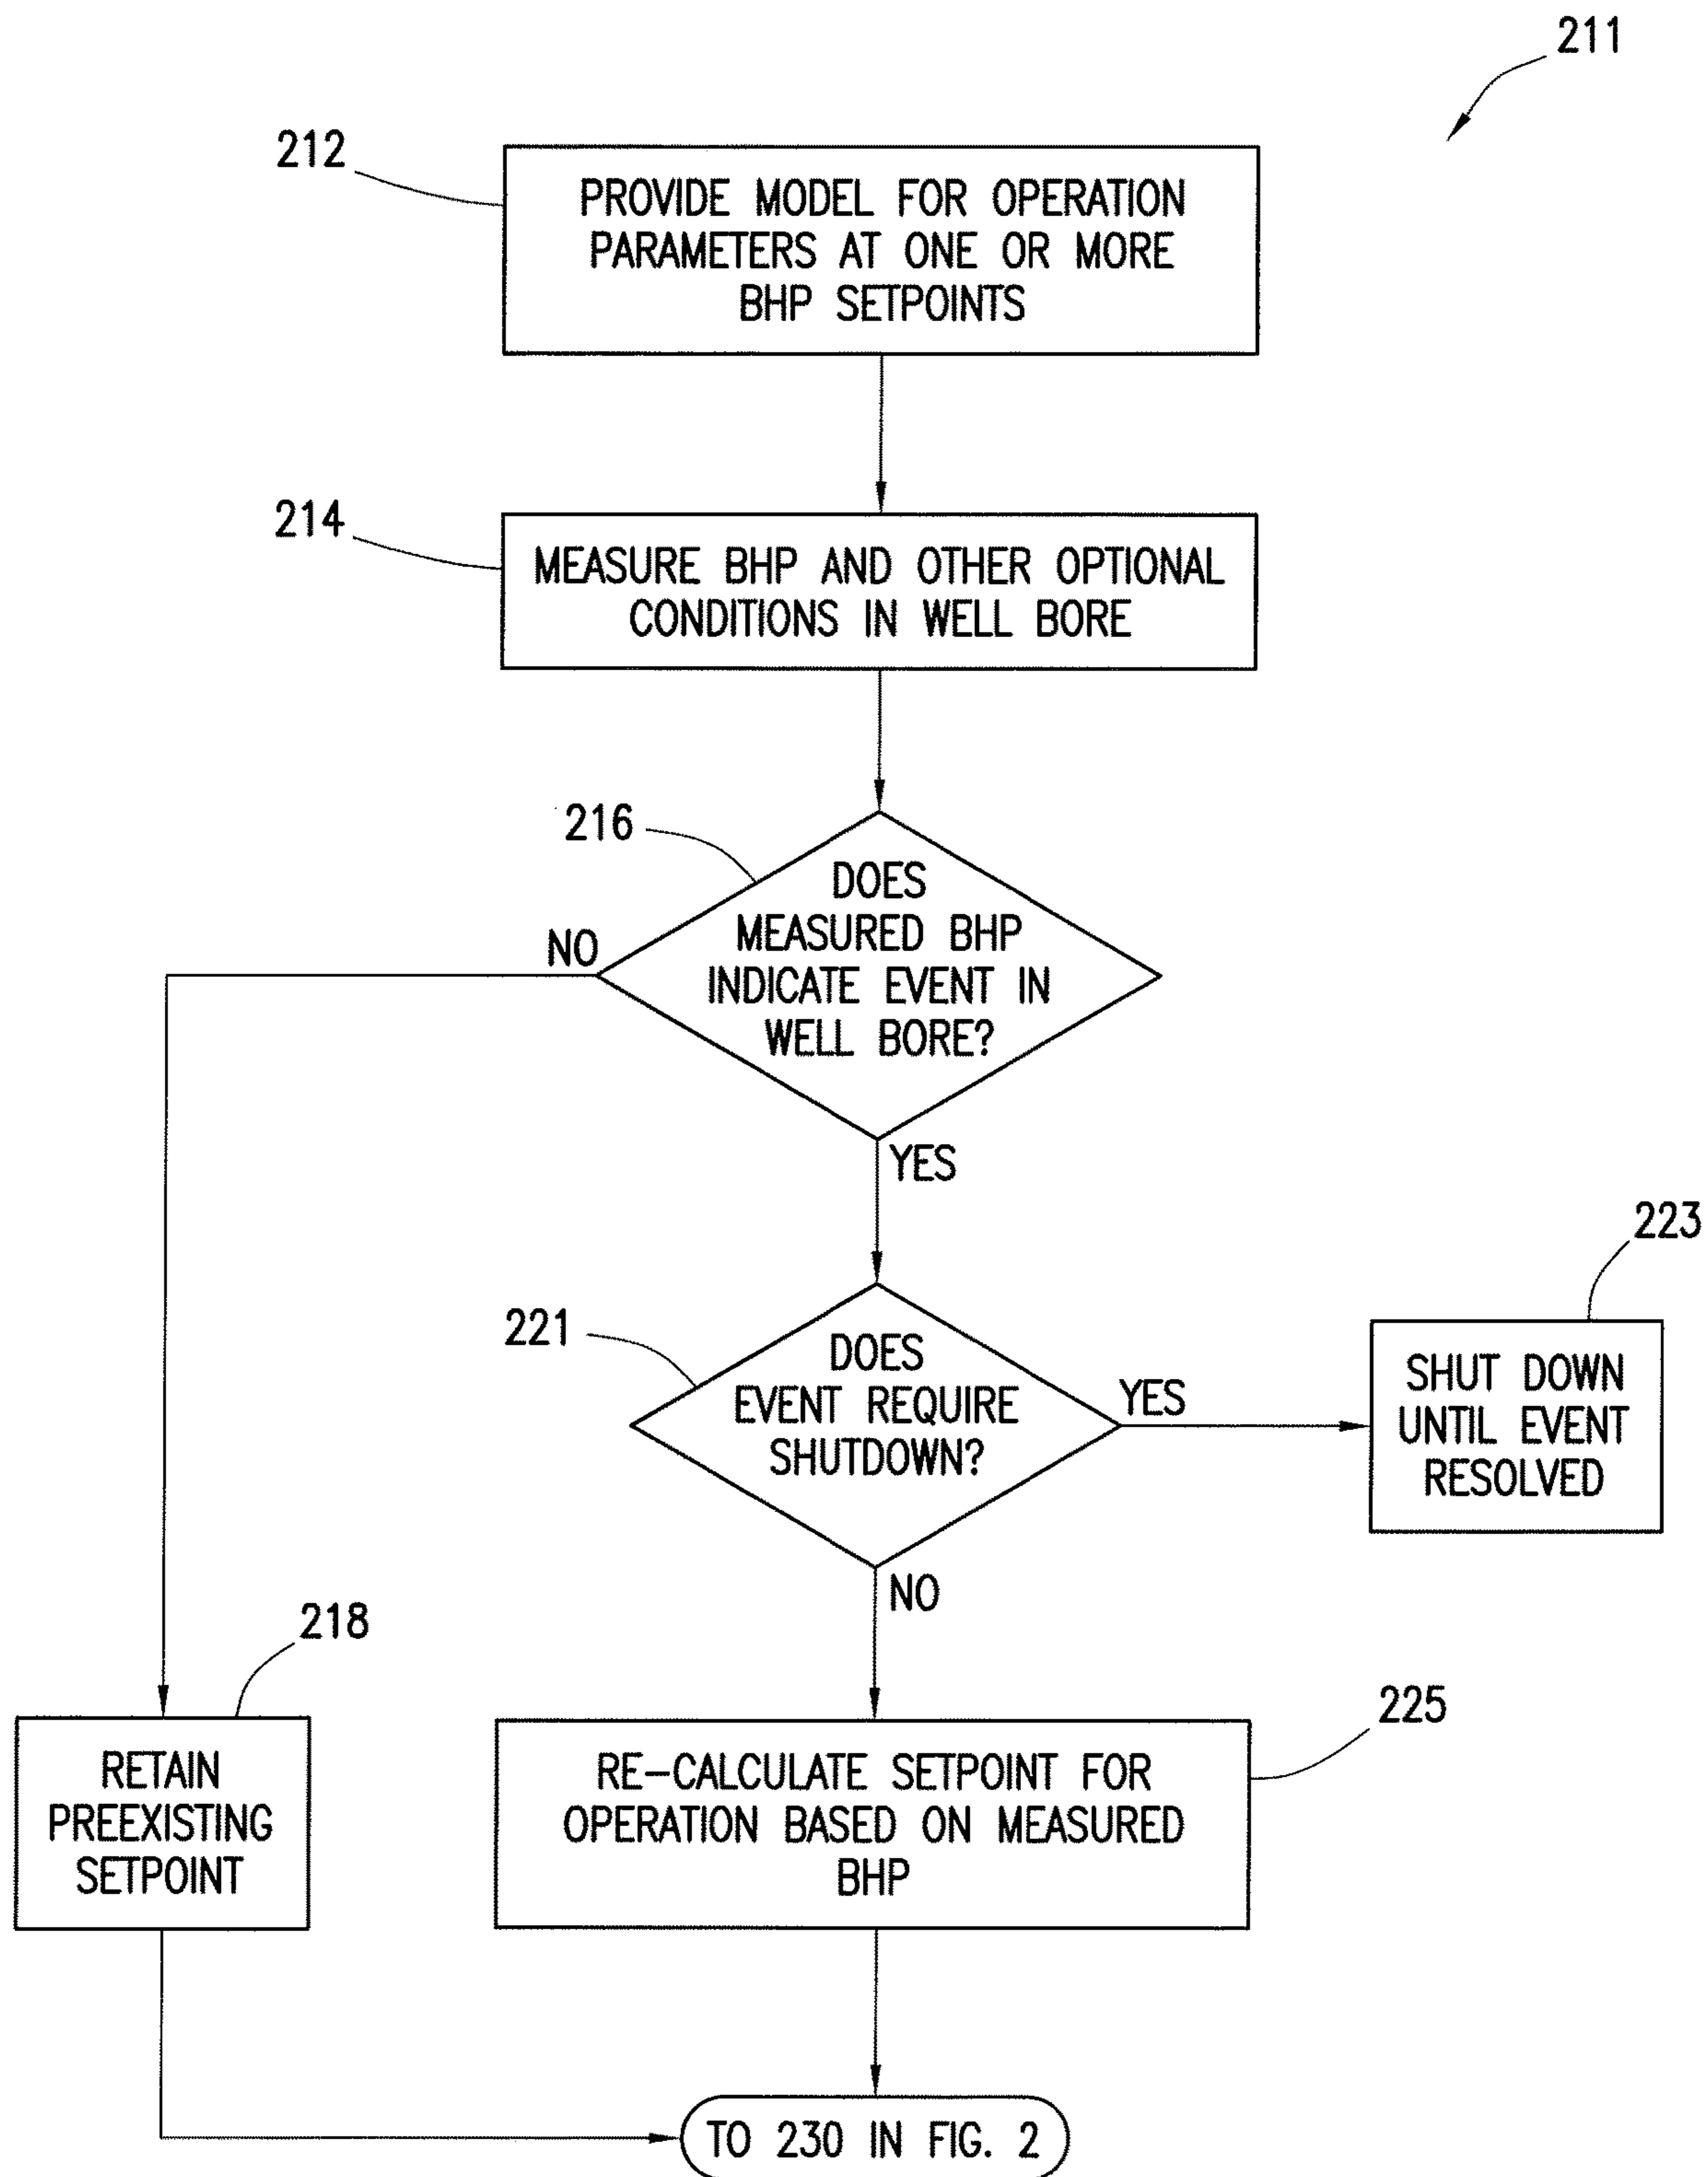 211
212
PROVIDE MODEL FOR OPERATION
PARAMETERS AT ONE OR MORE
BHP SETPOINTS
214
MEASURE BHP AND OTHER OPTIONAL
CONDITIONS IN WELL BORE
216
DOES
MEASURED BHP
INDICATE EVENT IN
WELL BORE?
NO
YES
221
DOES
EVENT REQUIRE
SHUTDOWN?
YES
223
SHUT DOWN
UNTIL EVENT
RESOLVED
NO
218
RETAIN
PREEXISTING
SETPOINT
225
RE-CALCULATE SETPOINT FOR
OPERATION BASED ON MEASURED
BHP
TO 230 IN FIG. 2